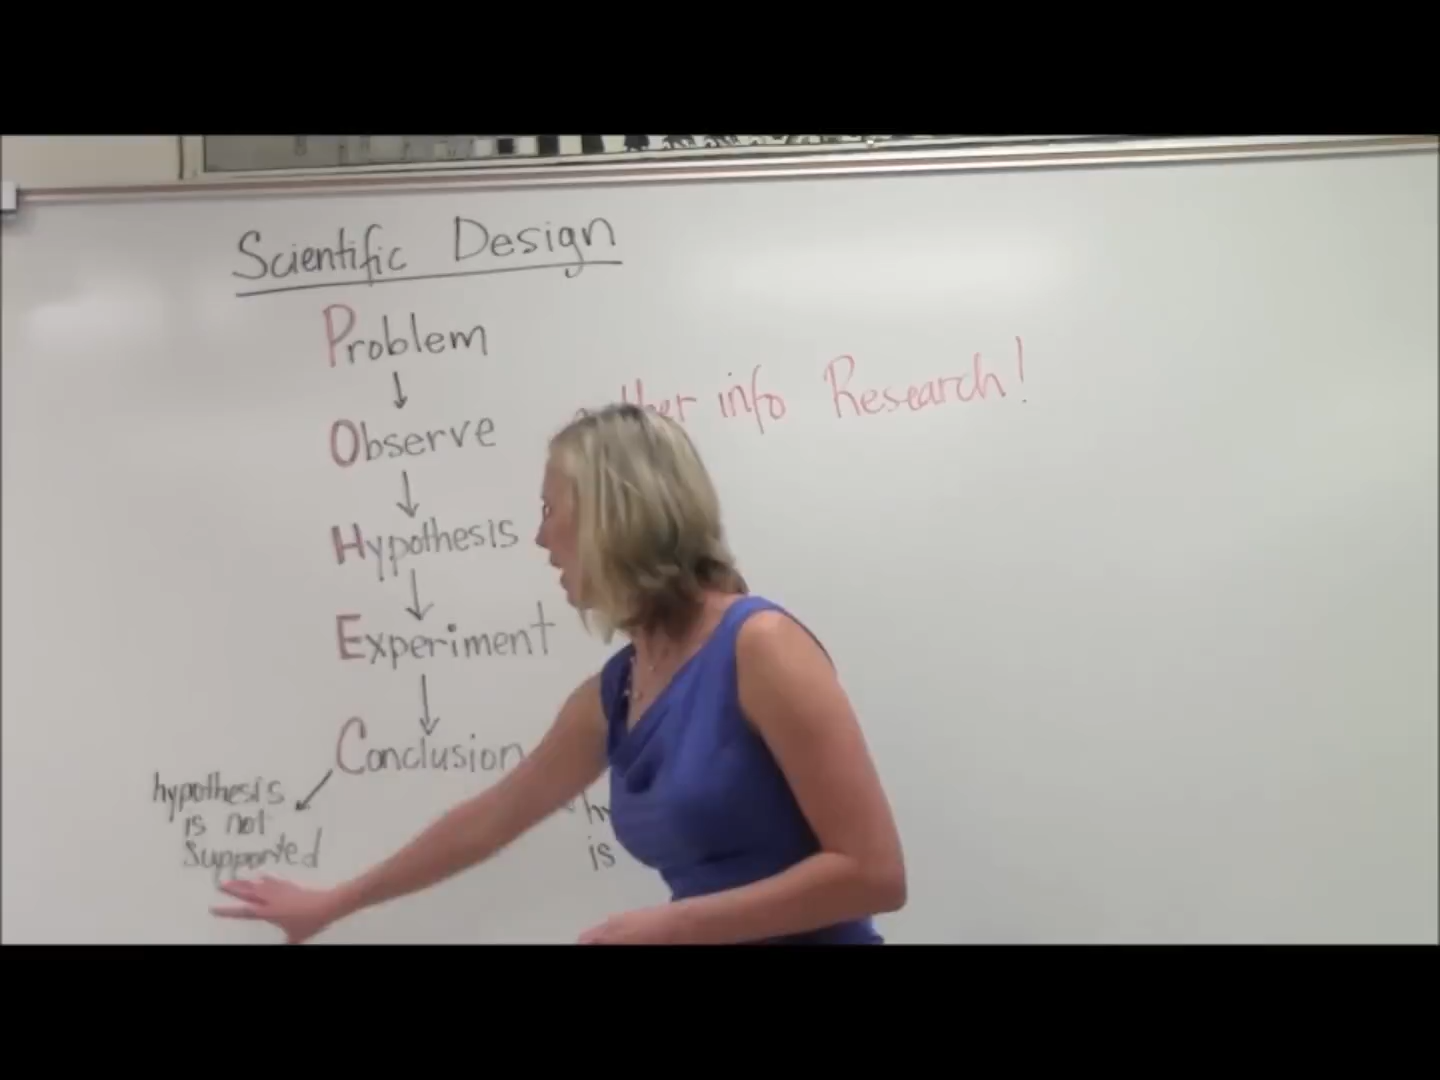 Scientific Design
Problem
info Research!
Observe
Hypothesis
Experiment
Conclusion
hypothesis
is not
supported
is